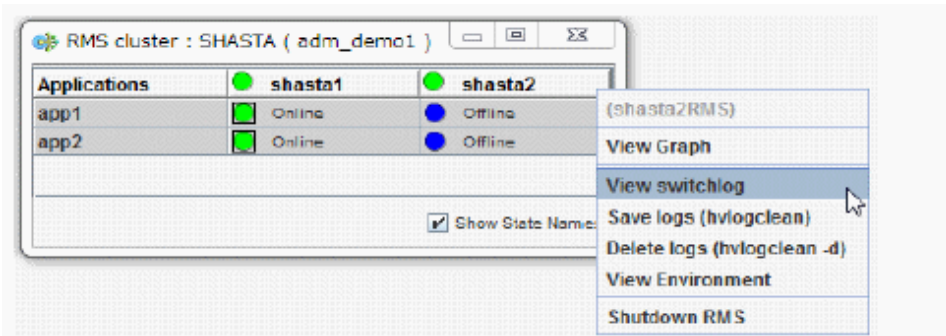 RMS cluster : SHASTA ( adm_demo1 )
Applications shasta1 shasta2
app1 Online Offline
app2 Online Offline
Show State Name
(shasta2RMS)
View Graph
View switchlog
Save logs (hvlogclean)
Delete logs (hvlogclean -d)
View Environment
Shutdown RMS